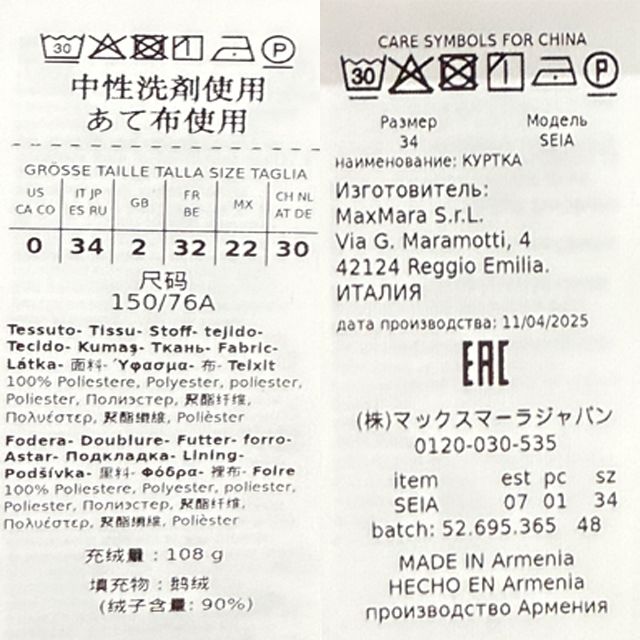 30 P
中性洗剤使用
あて布使用
GRÖSSE TAILLE TALLA SIZE TAGLIA
US CA CO | IT JP ES RU | GB | FR BE | MX | CH NL AT DE
0 34 2 32 22 30
尺码
150/76A
Tessuto- Tissu- Stoff- tejido-
Tecido- Kumaş- Ткань- Fabric-
Látka- 面料- Ύφασμα- 布- Teixit
100% Poliestere, Polyester, poliester,
Poliester, Полиэстер, 聚酯纤维,
Πολυέστερ, 聚酯纖維, Polièster
Fodera- Doublure- Futter- forro-
Astar- Подкладка- Lining-
Podšívka- 里料- Φόδρα- 裡布- Folre
100% Poliestere, Polyester, poliester,
Poliester, Полиэстер, 聚酯纤维,
Πολυέστερ, 聚酯纖維, Polièster
充绒量 : 108 g
填充物 : 鹅绒
(绒子含量: 90%)
CARE SYMBOLS FOR CHINA
30 P
Размер Модель
34 SEIA
наименование: КУРТКА
Изготовитель:
MaxMara S.r.L.
Via G. Maramotti, 4
42124 Reggio Emilia.
ИТАЛИЯ
дата производства: 11/04/2025
EAC
(株)マックスマーラジャパン
0120-030-535
item est pc sz
SEIA 07 01 34
batch: 52.695.365 48
MADE IN Armenia
HECHO EN Armenia
производство Армения